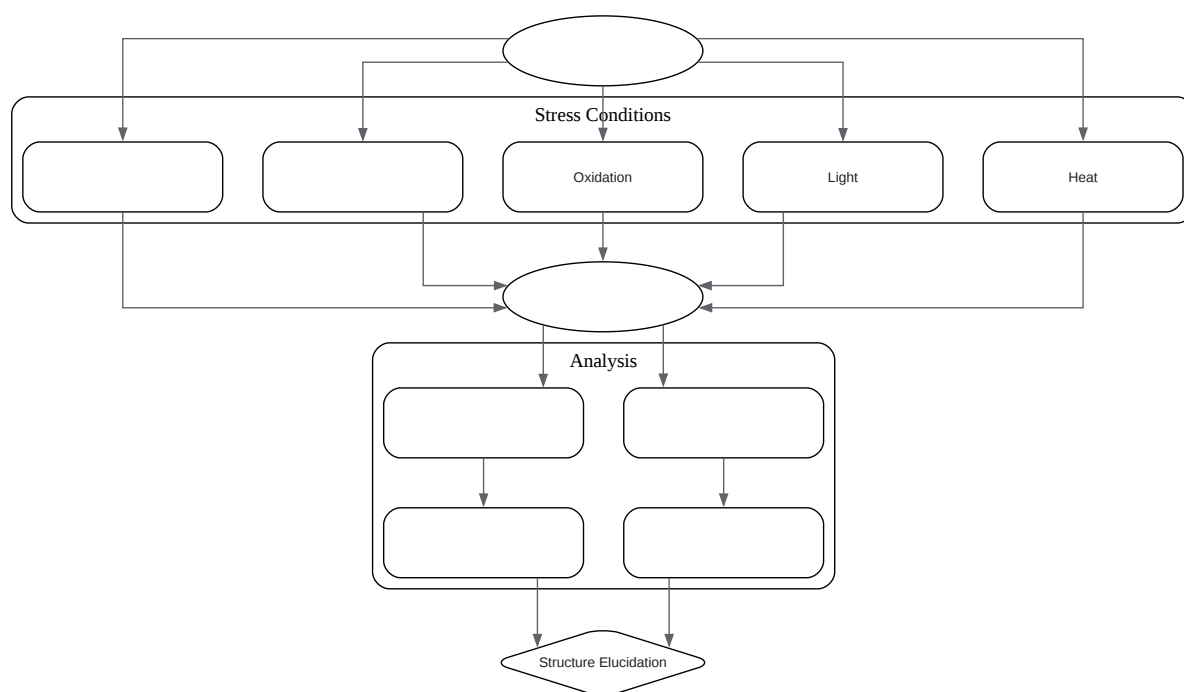 Stress Conditions
Oxidation
Light
Heat
Analysis
Structure Elucidation